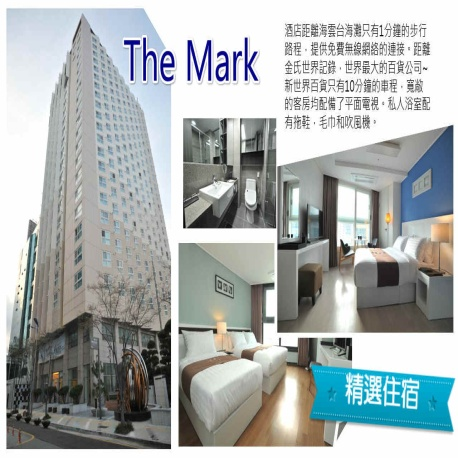 The Mark
酒店距離海雲台海灘只有1分鐘的步行
路程，提供免費無線網絡的連接。距離
金氏世界記錄，世界最大的百貨公司~
新世界百貨只有10分鐘的車程，寬敞
的客房均配備了平面電視。私人浴室配
有拖鞋，毛巾和吹風機。
精選住宿